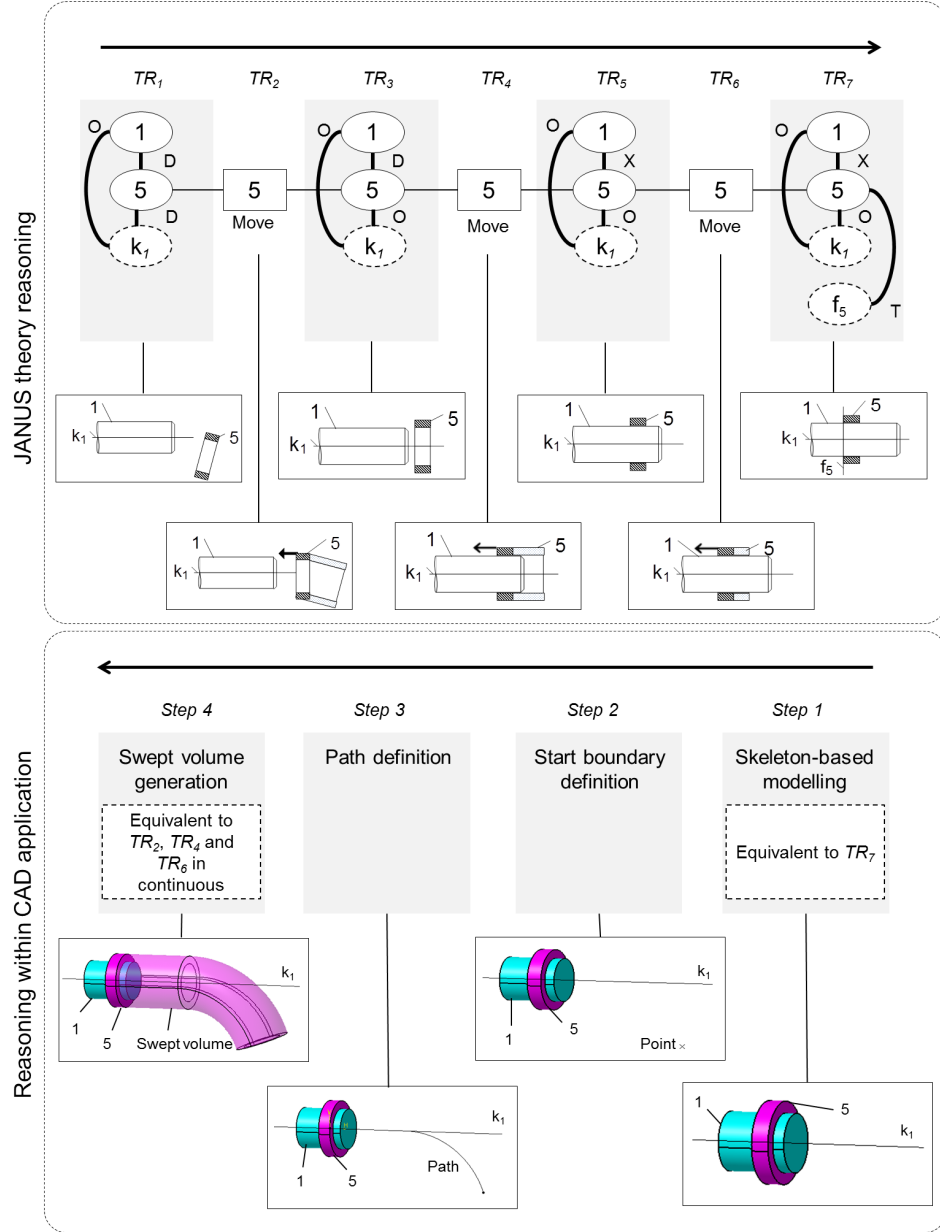 JANUS theory reasoning
TR1 TR2 TR3 TR4 TR5 TR6 TR7
O 1 O 1 O 1 O 1
D D X X
5 5 5 5 5 5 5
D Move O Move O Move O
k1 k1 k1 k1
f5 T
1 5 k1
1 5 k1
1 5 k1
1 5 k1 f5
1 5 k1
1 5 k1
1 5 k1
Reasoning within CAD application
Step 4 Step 3 Step 2 Step 1
Swept volume
generation
Equivalent to
TR2, TR4 and
TR6 in
continuous
Path definition
Start boundary
definition
Skeleton-based
modelling
Equivalent to TR7
k1
1
5
Swept volume
k1
1
5
Point ×
k1
1
5
Path
1
5
k1